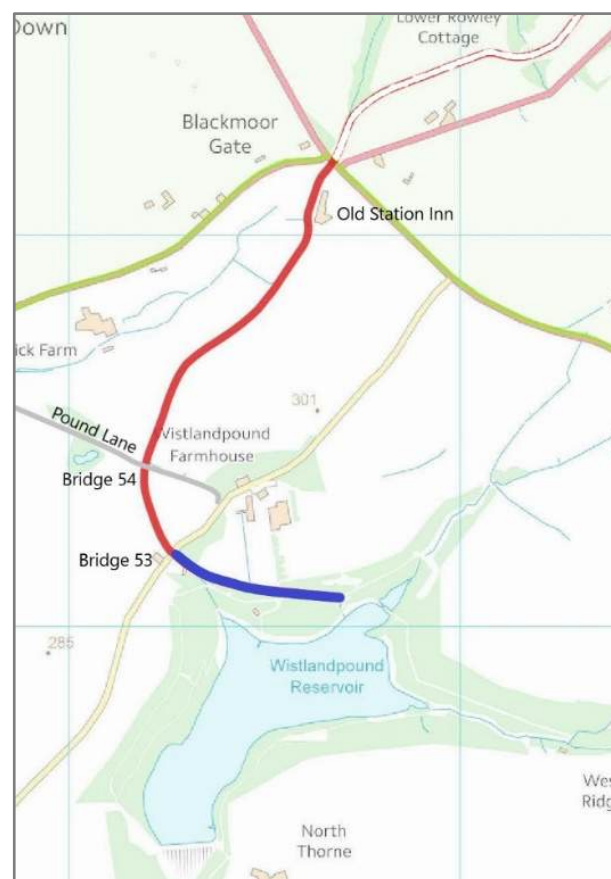 Down
Lower Rowley
Cottage
Blackmoor
Gate
Old Station Inn
ick Farm
301
Pound Lane
Wistlandpound
Farmhouse
Bridge 54
Bridge 53
285
Wistlandpound
Reservoir
Wes
Ridg
North
Thorne